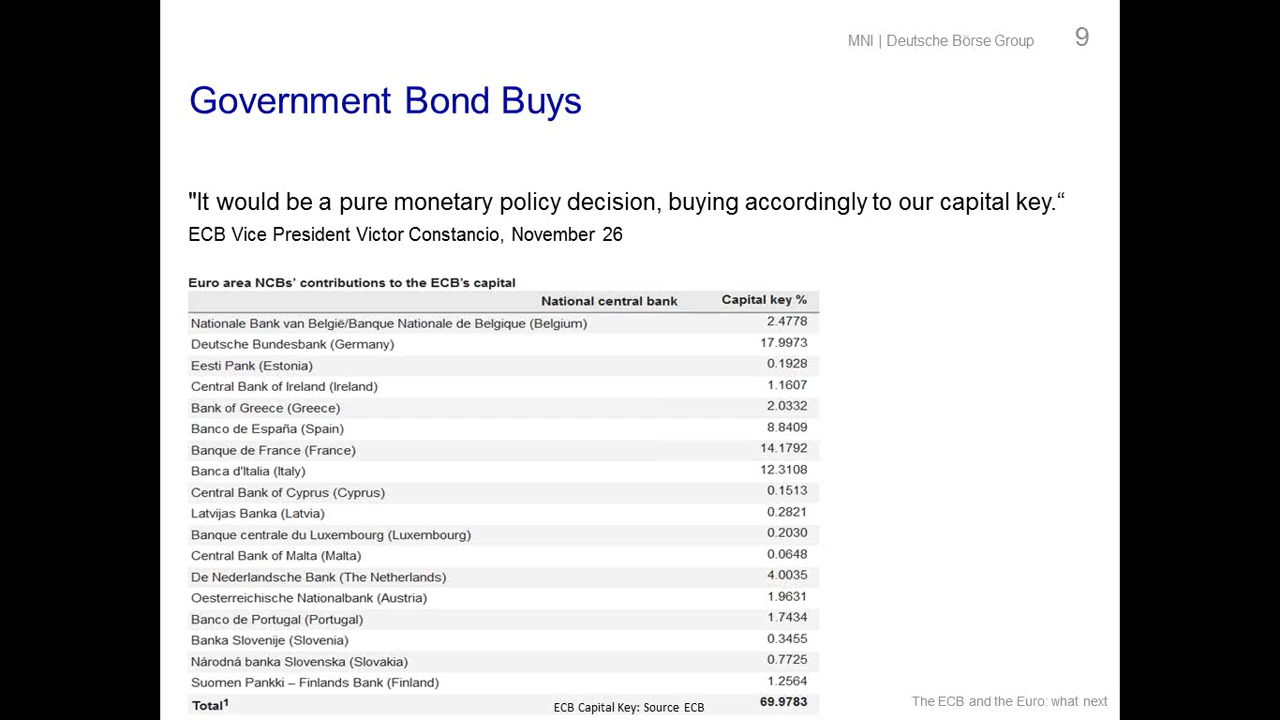 MNI | Deutsche Börse Group 9
Government Bond Buys
"It would be a pure monetary policy decision, buying accordingly to our capital key.“
ECB Vice President Victor Constancio, November 26
Euro area NCBs' contributions to the ECB's capital
National central bank Capital key %
Nationale Bank van België/Banque Nationale de Belgique (Belgium) 2.4778
Deutsche Bundesbank (Germany) 17.9973
Eesti Pank (Estonia) 0.1928
Central Bank of Ireland (Ireland) 1.1607
Bank of Greece (Greece) 2.0332
Banco de España (Spain) 8.8409
Banque de France (France) 14.1792
Banca d'Italia (Italy) 12.3108
Central Bank of Cyprus (Cyprus) 0.1513
Latvijas Banka (Latvia) 0.2821
Banque centrale du Luxembourg (Luxembourg) 0.2030
Central Bank of Malta (Malta) 0.0648
De Nederlandsche Bank (The Netherlands) 4.0035
Oesterreichische Nationalbank (Austria) 1.9631
Banco de Portugal (Portugal) 1.7434
Banka Slovenije (Slovenia) 0.3455
Národná banka Slovenska (Slovakia) 0.7725
Suomen Pankki – Finlands Bank (Finland) 1.2564
Total¹ 69.9783
ECB Capital Key: Source ECB
The ECB and the Euro: what next